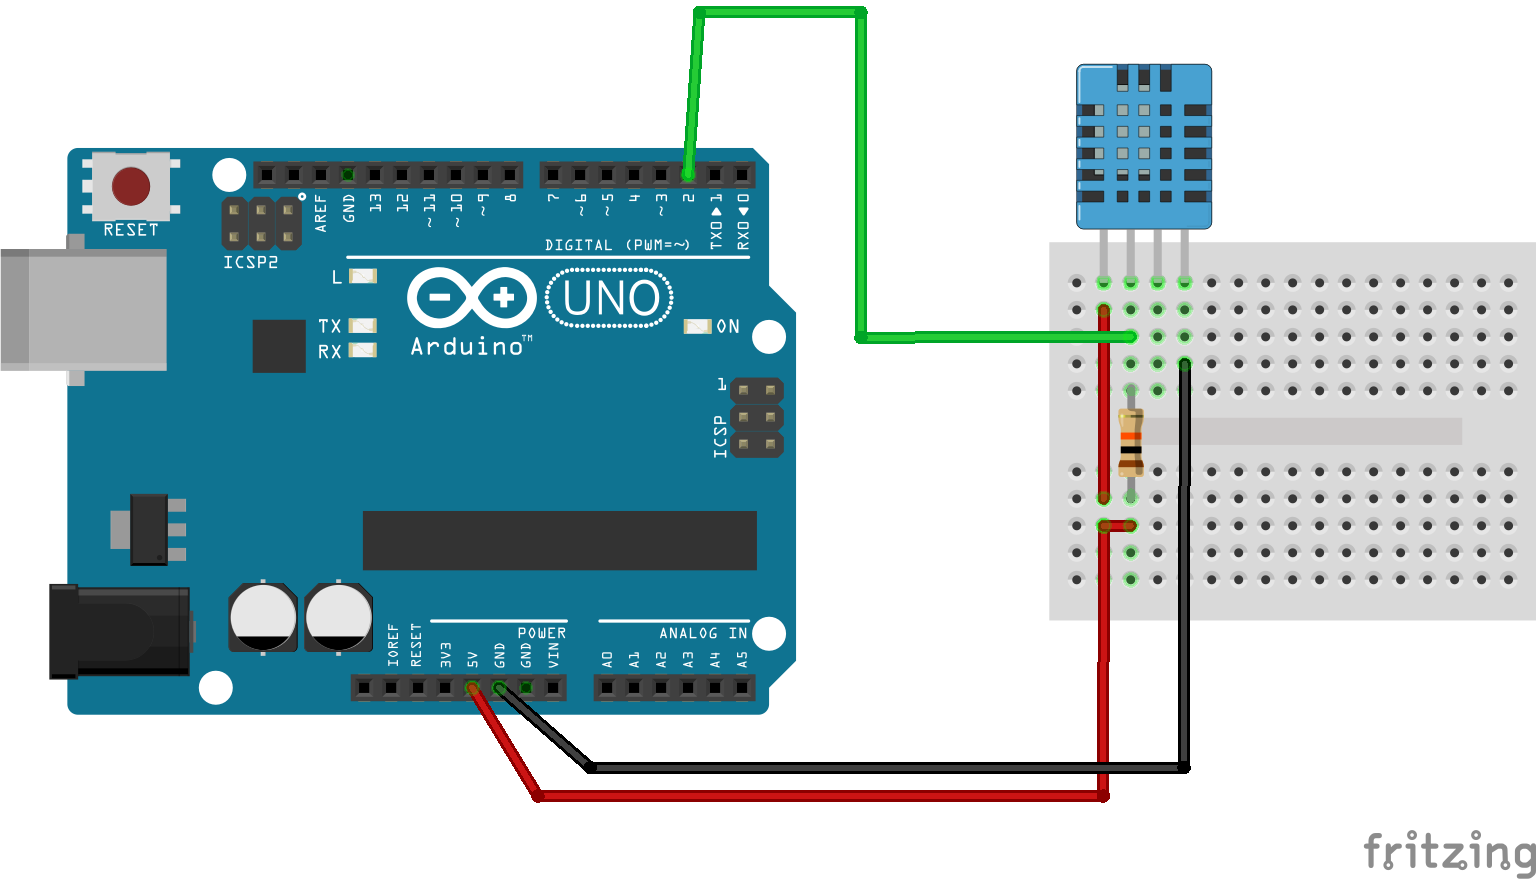 RESET
ICSP2
AREF
GND
13
12
~11
~10
~9
8
7
~6
~5
4
~3
2
TX0▶1
RX0◀0
DIGITAL (PWM=~)
L
TX
RX
UNO
Arduino™
ON
1
ICSP
IOREF
RESET
3V3
5V
GND
GND
VIN
POWER
ANALOG IN
A0
A1
A2
A3
A4
A5
fritzing